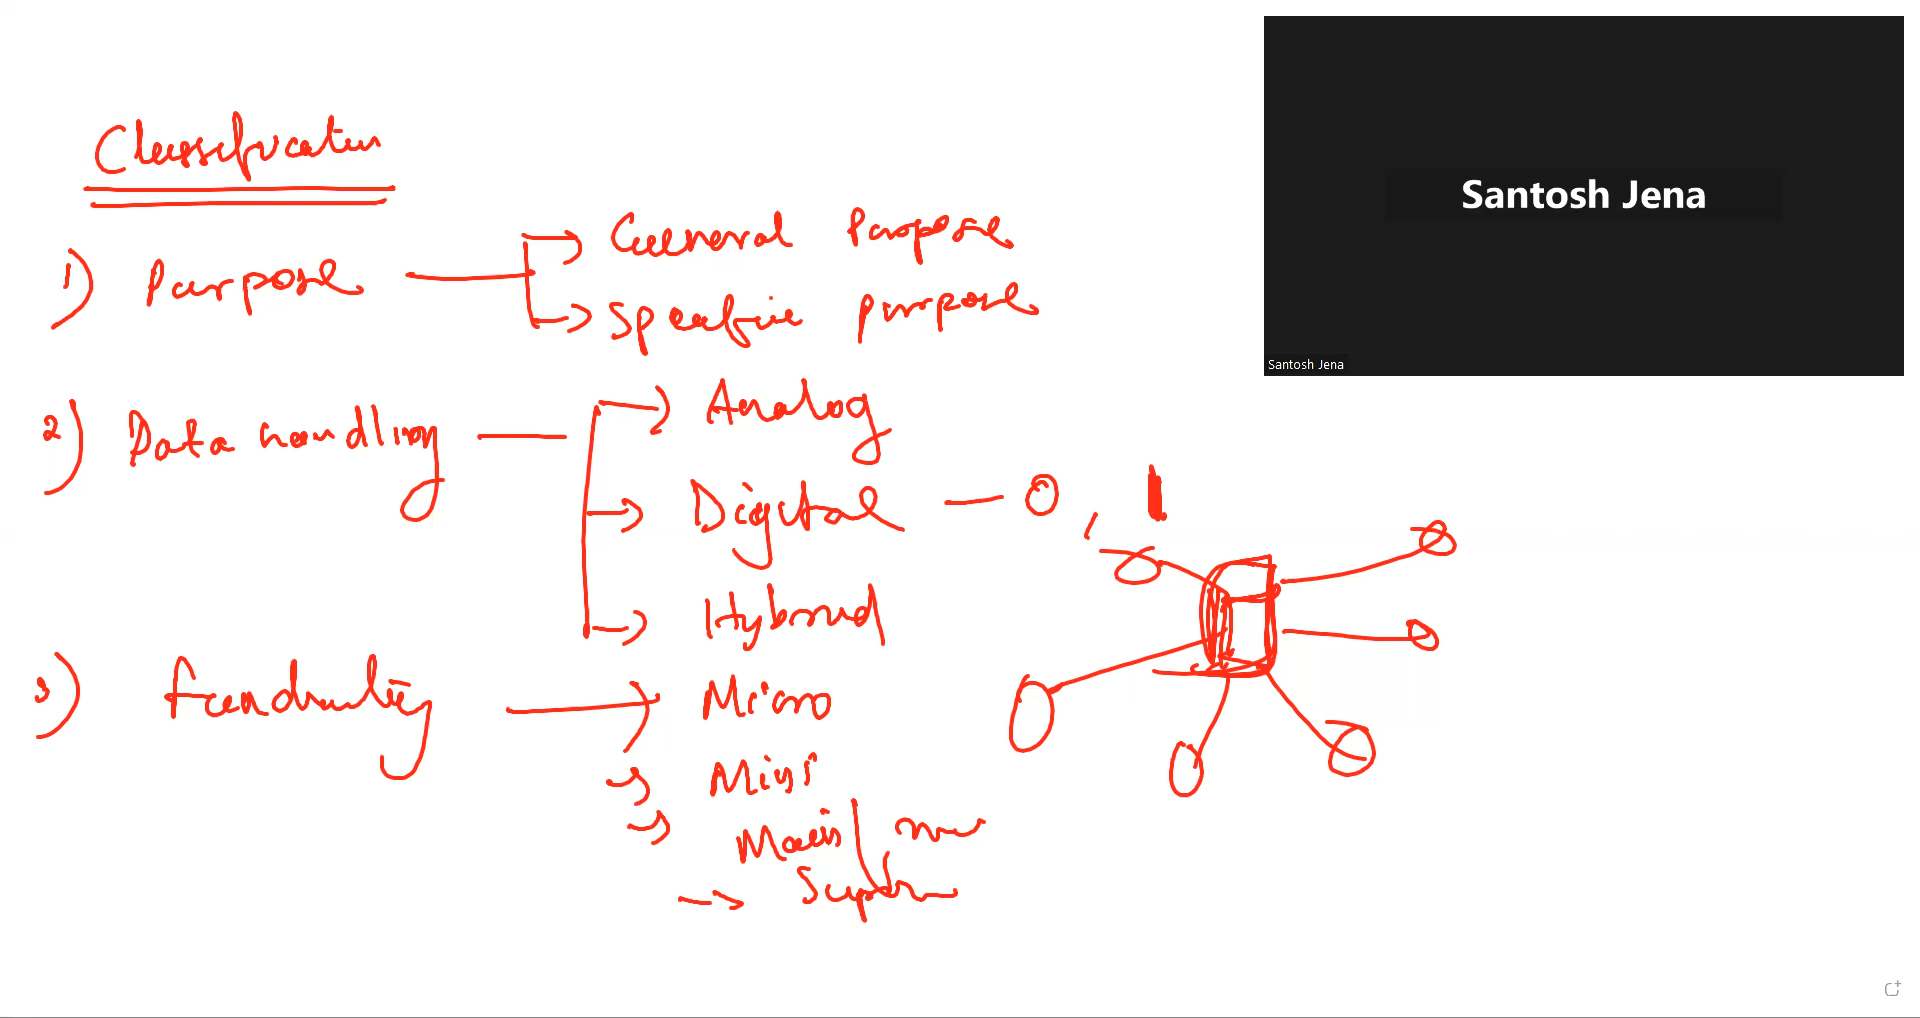 Classification
1) Purpose
General Purpose
Specific purpose
2) Data handling
Analog
Digital — 0, 1
Hybrid
3) functionality
Micro
Mini
Main
Super
Santosh Jena
Santosh Jena